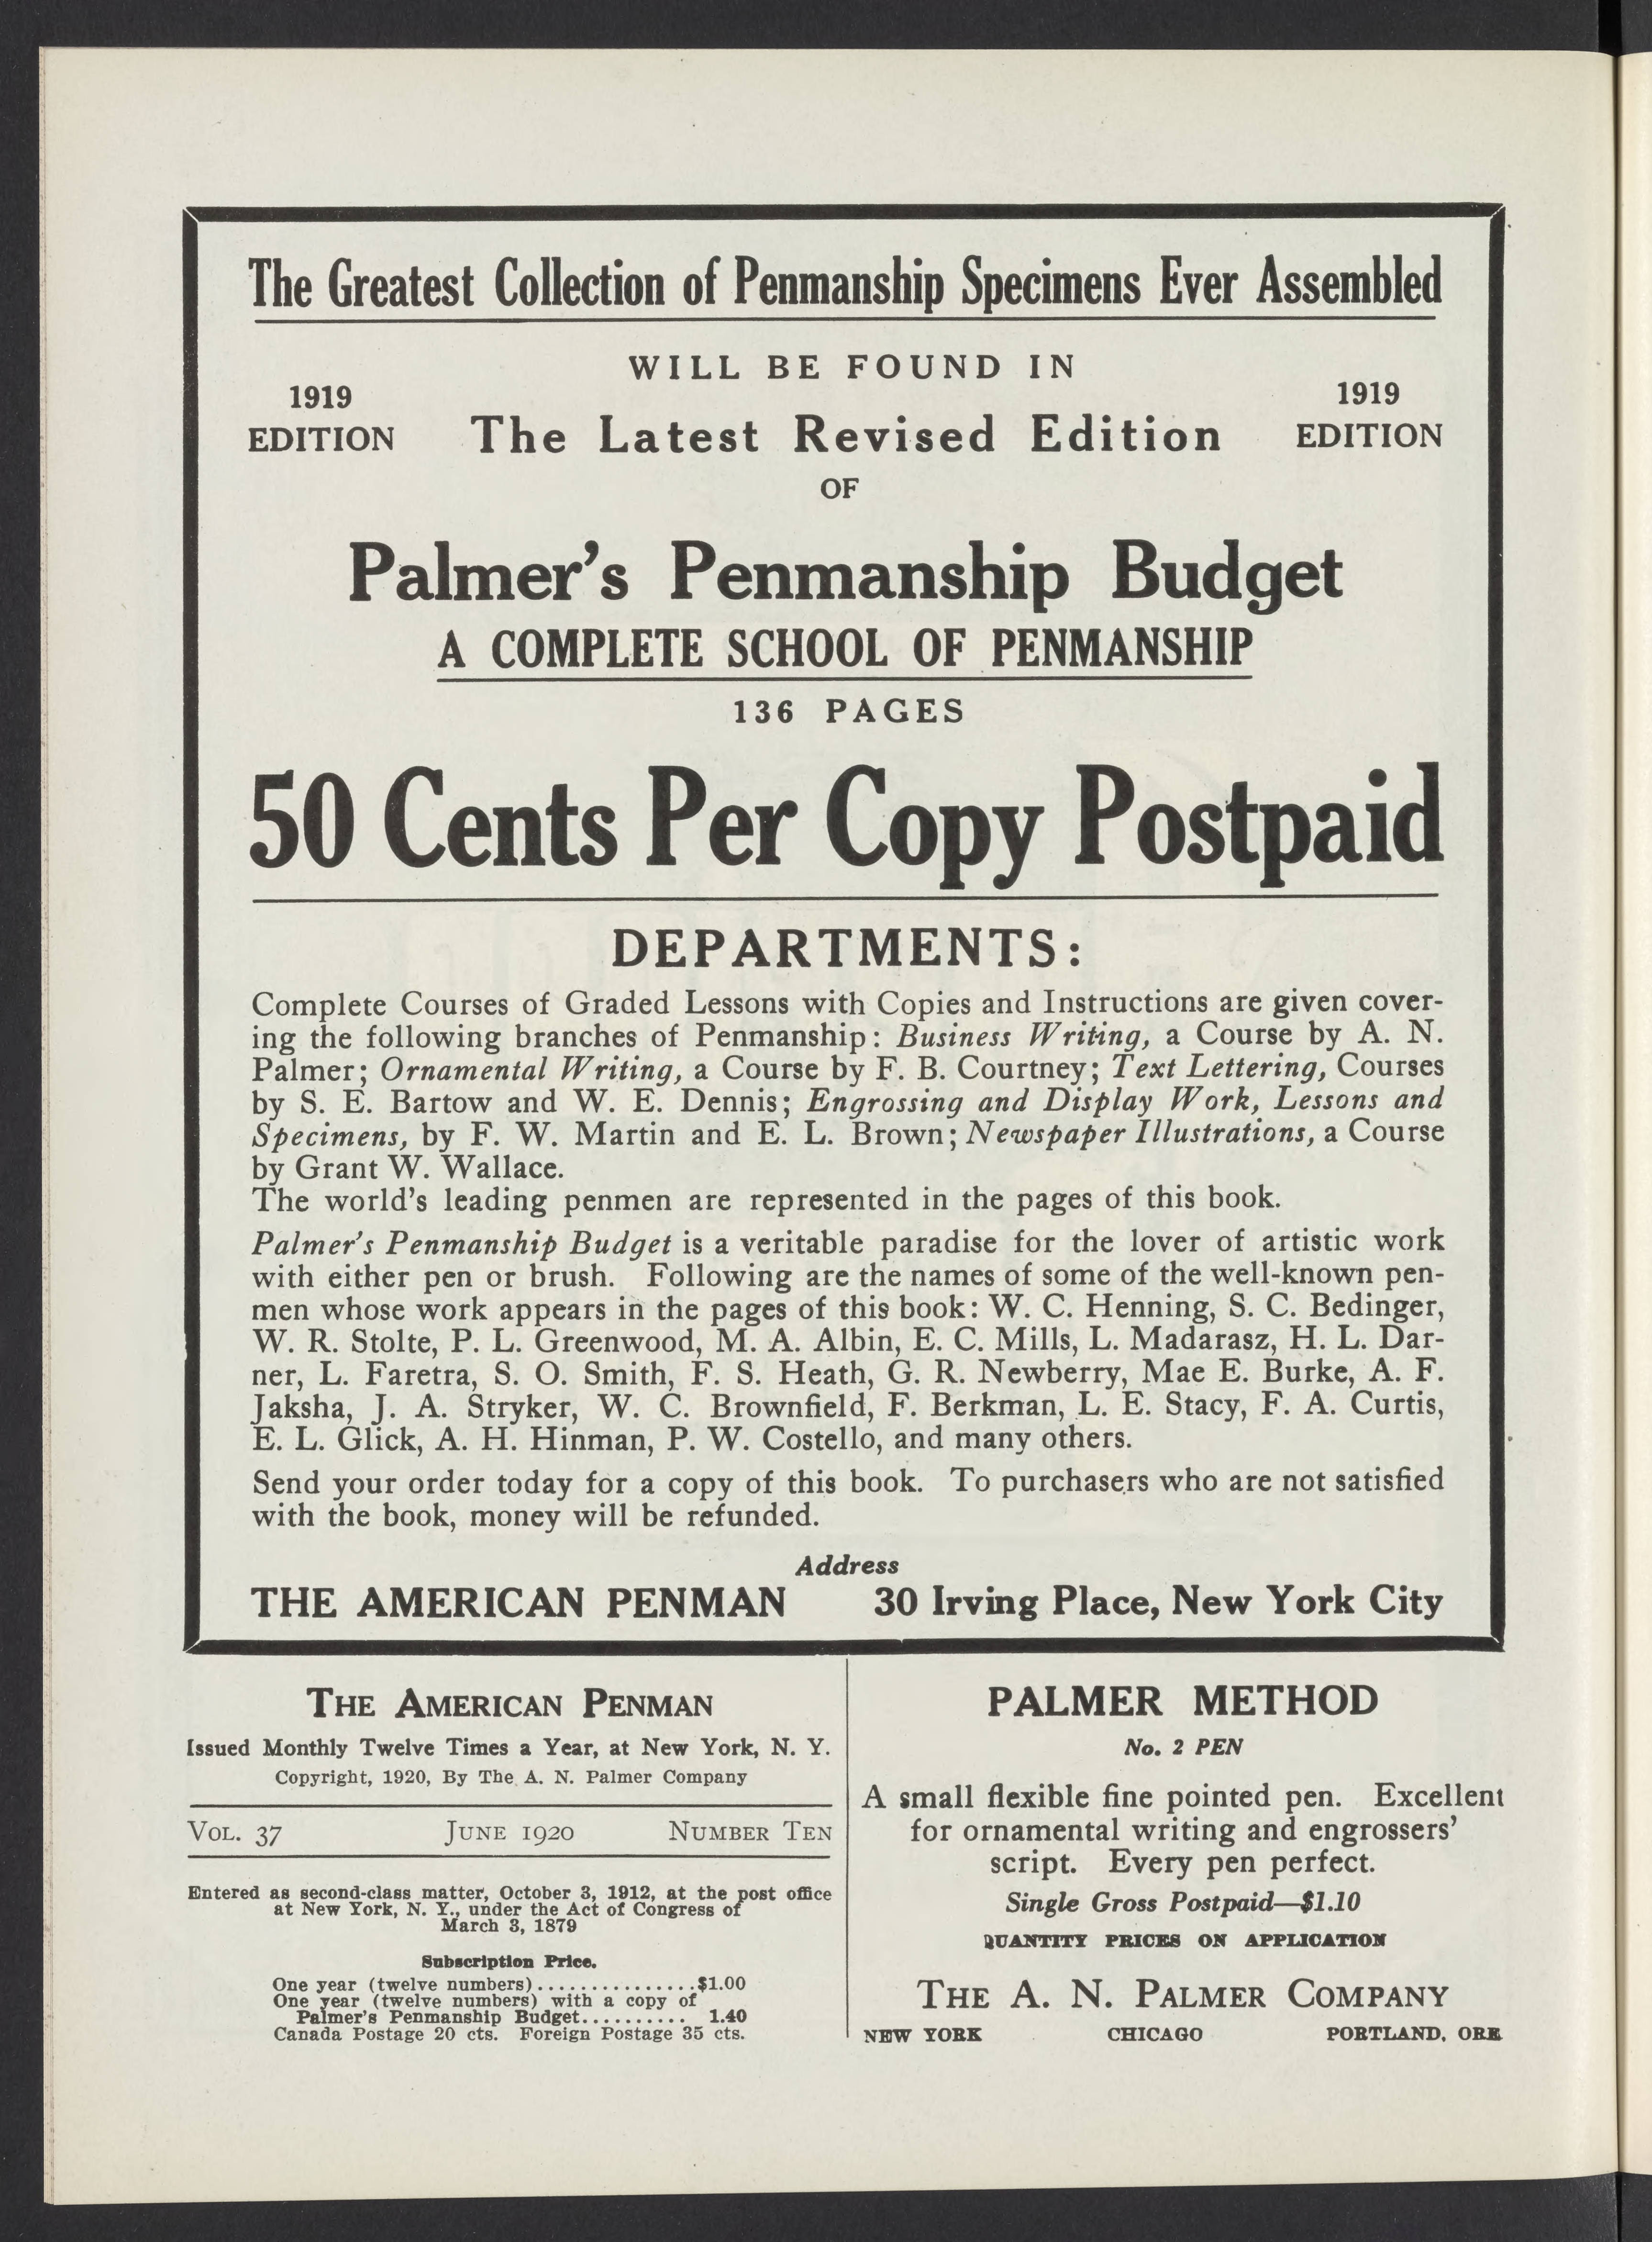 The Greatest Collection of Penmanship Specimens Ever Assembled
WILL BE FOUND IN
1919
EDITION
The Latest Revised Edition
1919
EDITION
OF
Palmer's Penmanship Budget
A COMPLETE SCHOOL OF PENMANSHIP
136 PAGES
50 Cents Per Copy Postpaid
DEPARTMENTS:
Complete Courses of Graded Lessons with Copies and Instructions are given cover-
ing the following branches of Penmanship: Business Writing, a Course by A. N.
Palmer; Ornamental Writing, a Course by F. B. Courtney; Text Lettering, Courses
by S. E. Bartow and W. E. Dennis; Engrossing and Display Work, Lessons and
Specimens, by F. W. Martin and E. L. Brown; Newspaper Illustrations, a Course
by Grant W. Wallace.
The world's leading penmen are represented in the pages of this book.
Palmer's Penmanship Budget is a veritable paradise for the lover of artistic work
with either pen or brush. Following are the names of some of the well-known pen-
men whose work appears in the pages of this book: W. C. Henning, S. C. Bedinger,
W. R. Stolte, P. L. Greenwood, M. A. Albin, E. C. Mills, L. Madarasz, H. L. Dar-
ner, L. Faretra, S. O. Smith, F. S. Heath, G. R. Newberry, Mae E. Burke, A. F.
Jaksha, J. A. Stryker, W. C. Brownfield, F. Berkman, L. E. Stacy, F. A. Curtis,
E. L. Glick, A. H. Hinman, P. W. Costello, and many others.
Send your order today for a copy of this book. To purchasers who are not satisfied
with the book, money will be refunded.
Address
THE AMERICAN PENMAN 30 Irving Place, New York City
THE AMERICAN PENMAN
Issued Monthly Twelve Times a Year, at New York, N. Y.
Copyright, 1920, By The A. N. Palmer Company
VOL. 37 JUNE 1920 NUMBER TEN
Entered as second-class matter, October 3, 1912, at the post office
at New York, N. Y., under the Act of Congress of
March 3, 1879
Subscription Price.
One year (twelve numbers)...............$1.00
One year (twelve numbers) with a copy of
Palmer's Penmanship Budget.......... 1.40
Canada Postage 20 cts. Foreign Postage 35 cts.
PALMER METHOD
No. 2 PEN
A small flexible fine pointed pen. Excellent
for ornamental writing and engrossers'
script. Every pen perfect.
Single Gross Postpaid—$1.10
QUANTITY PRICES ON APPLICATION
THE A. N. PALMER COMPANY
NEW YORK CHICAGO PORTLAND, ORE